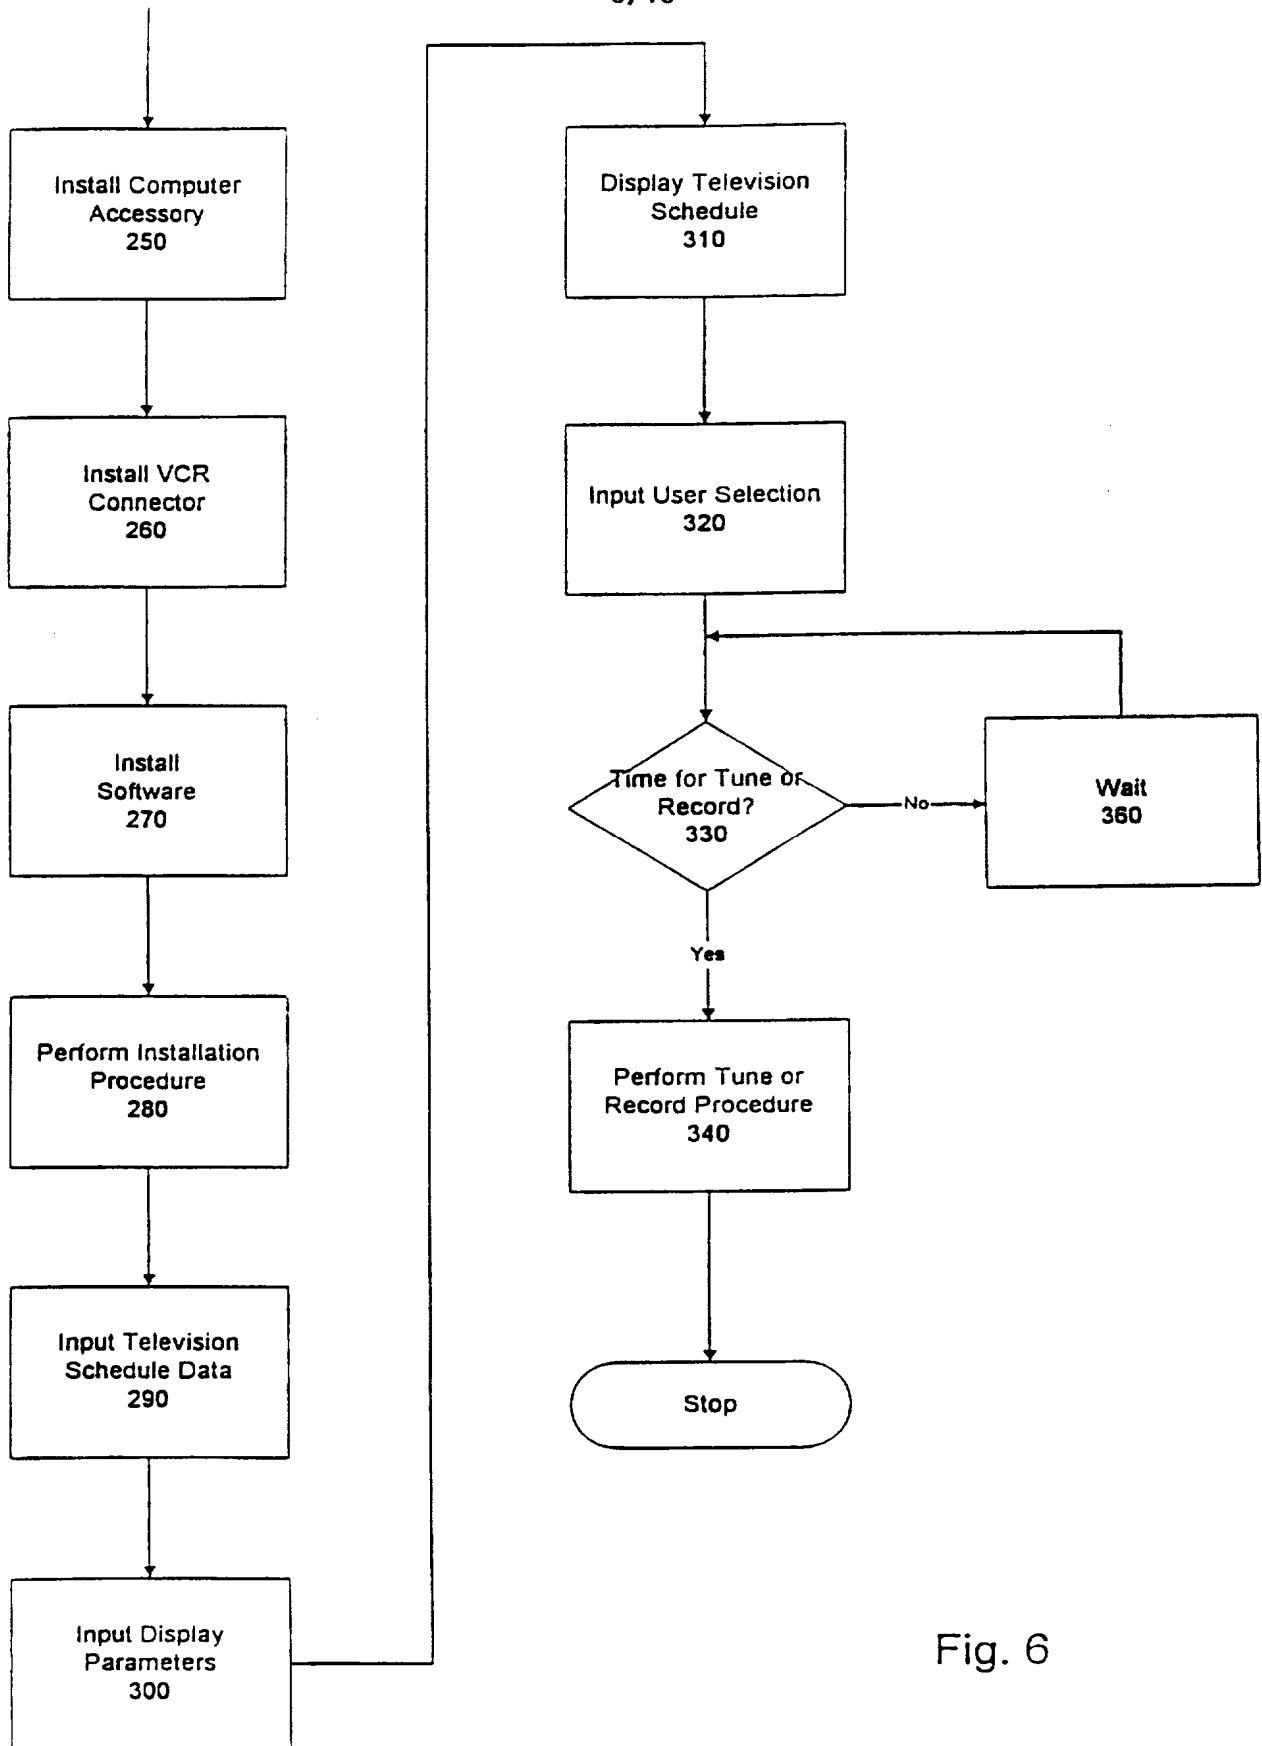 Install Computer
Accessory
250
Install VCR
Connector
260
Install
Software
270
Perform Installation
Procedure
280
Input Television
Schedule Data
290
Input Display
Parameters
300
Display Television
Schedule
310
Input User Selection
320
Time for Tune or
Record?
330
No
Wait
360
Yes
Perform Tune or
Record Procedure
340
Stop
Fig. 6